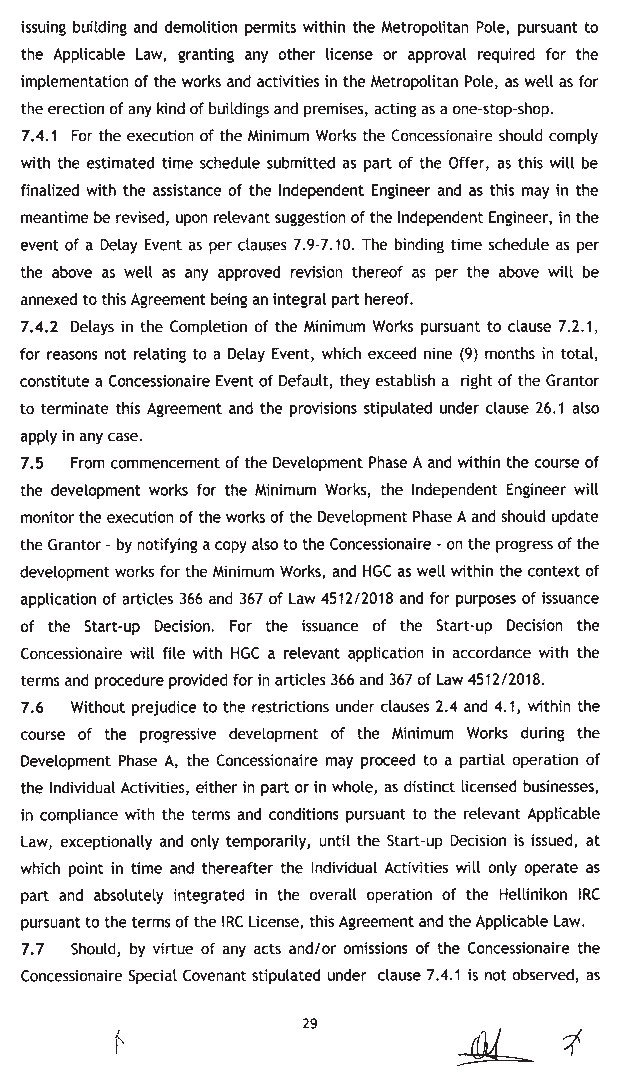 issuing building and demolition permits within the Metropolitan Pole, pursuant to
the Applicable Law, granting any other license or approval required for the
implementation of the works and activities in the Metropolitan Pole, as well as for
the erection of any kind of buildings and premises, acting as a one-stop-shop.
7.4.1 For the execution of the Minimum Works the Concessionaire should comply
with the estimated time schedule submitted as part of the Offer, as this will be
finalized with the assistance of the Independent Engineer and as this may in the
meantime be revised, upon relevant suggestion of the Independent Engineer, in the
event of a Delay Event as per clauses 7.9-7.10. The binding time schedule as per
the above as well as any approved revision thereof as per the above will be
annexed to this Agreement being an integral part hereof.
7.4.2 Delays in the Completion of the Minimum Works pursuant to clause 7.2.1,
for reasons not relating to a Delay Event, which exceed nine (9) months in total,
constitute a Concessionaire Event of Default, they establish a right of the Grantor
to terminate this Agreement and the provisions stipulated under clause 26.1 also
apply in any case.
7.5 From commencement of the Development Phase A and within the course of
the development works for the Minimum Works, the Independent Engineer will
monitor the execution of the works of the Development Phase A and should update
the Grantor - by notifying a copy also to the Concessionaire - on the progress of the
development works for the Minimum Works, and HGC as well within the context of
application of articles 366 and 367 of Law 4512/2018 and for purposes of issuance
of the Start-up Decision. For the issuance of the Start-up Decision the
Concessionaire will file with HGC a relevant application in accordance with the
terms and procedure provided for in articles 366 and 367 of Law 4512/2018.
7.6 Without prejudice to the restrictions under clauses 2.4 and 4.1, within the
course of the progressive development of the Minimum Works during the
Development Phase A, the Concessionaire may proceed to a partial operation of
the Individual Activities, either in part or in whole, as distinct licensed businesses,
in compliance with the terms and conditions pursuant to the relevant Applicable
Law, exceptionally and only temporarily, until the Start-up Decision is issued, at
which point in time and thereafter the Individual Activities will only operate as
part and absolutely integrated in the overall operation of the Hellinikon IRC
pursuant to the terms of the IRC License, this Agreement and the Applicable Law.
7.7 Should, by virtue of any acts and/or omissions of the Concessionaire the
Concessionaire Special Covenant stipulated under clause 7.4.1 is not observed, as
29